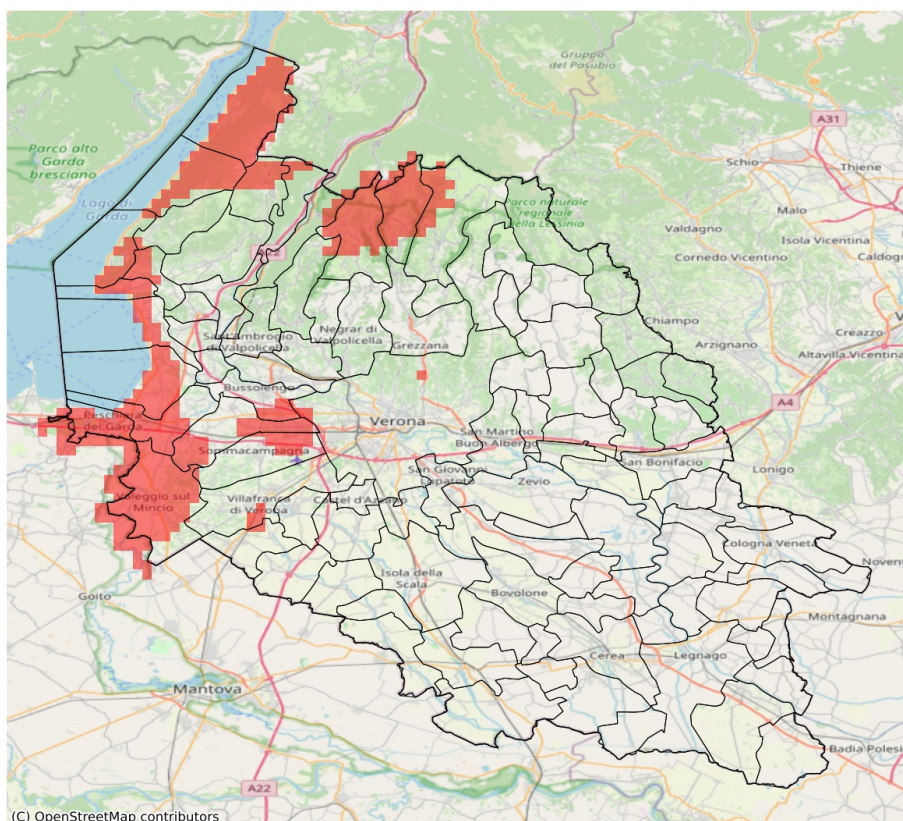 Gruppo
del Pasubio
A31
Schio
Thiene
Parco alto
Garda
bresciano
Lago di
Garda
Parco naturale
regionale
della Lessinia
Malo
Valdagno
Isola Vicentina
Cornedo Vicentino
Caldogn
A22
Sant'Ambrogio
di Valpolicella
Negrar di
Valpolicella
Grezzana
Chiampo
Arzignano
Creazzo
Altavilla Vicentina
Bussolengo
A4
Peschiera
del Garda
Verona
San Martino
Buon Albergo
Sommacampagna
San Bonifacio
Lonigo
San Giovanni
Lupatoto
Zevio
Valeggio sul
Mincio
Villafranca
di Verona
Castel d'Azzano
Cologna Veneta
Novent
Isola della
Scala
Goito
Bovolone
Montagnana
Cerea
Legnago
Mantova
Badia Polesi
A22
(C) OpenStreetMap contributors